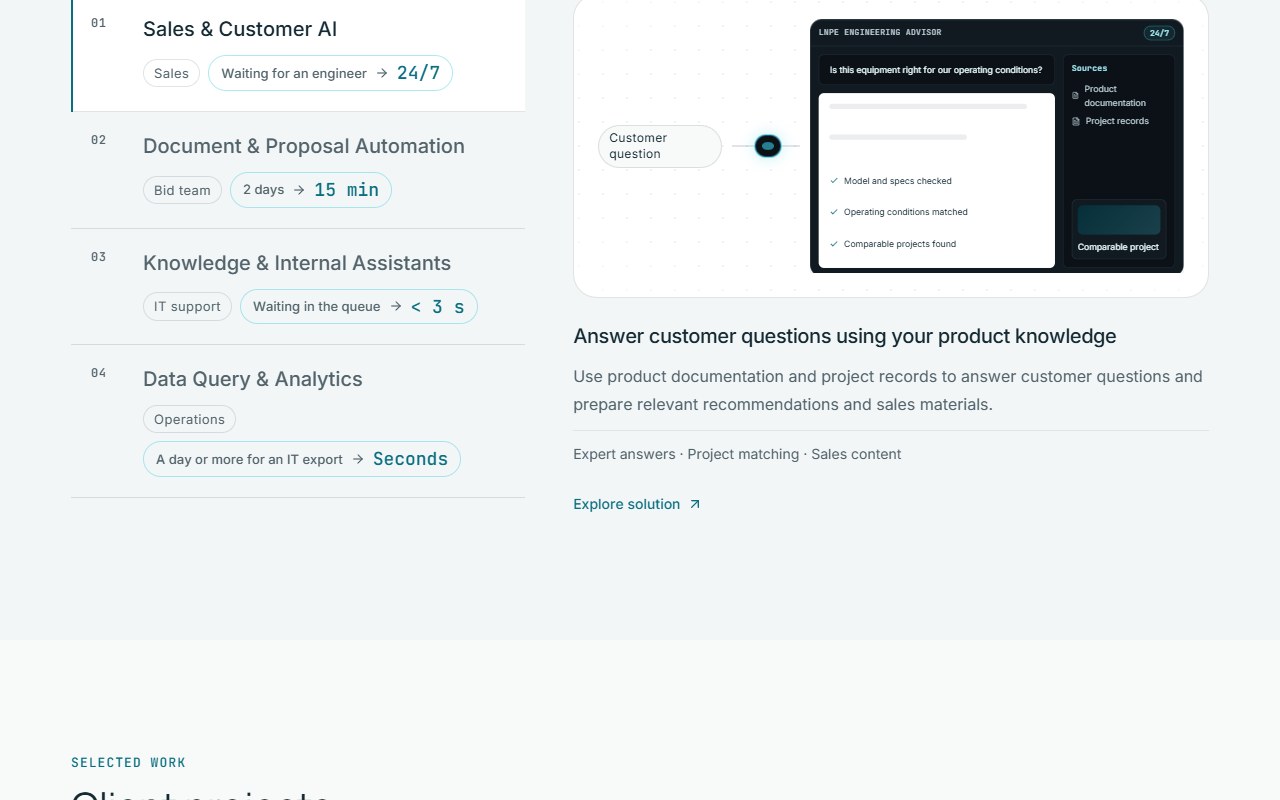 01
Sales & Customer AI
Sales
Waiting for an engineer → 24/7
02
Document & Proposal Automation
Bid team
2 days → 15 min
03
Knowledge & Internal Assistants
IT support
Waiting in the queue → < 3 s
04
Data Query & Analytics
Operations
A day or more for an IT export → Seconds
Customer
question
LNPE ENGINEERING ADVISOR
24/7
Is this equipment right for our operating conditions?
Model and specs checked
Operating conditions matched
Comparable projects found
Sources
Product
documentation
Project records
Comparable project
Answer customer questions using your product knowledge
Use product documentation and project records to answer customer questions and
prepare relevant recommendations and sales materials.
Expert answers · Project matching · Sales content
Explore solution
SELECTED WORK
Client projects